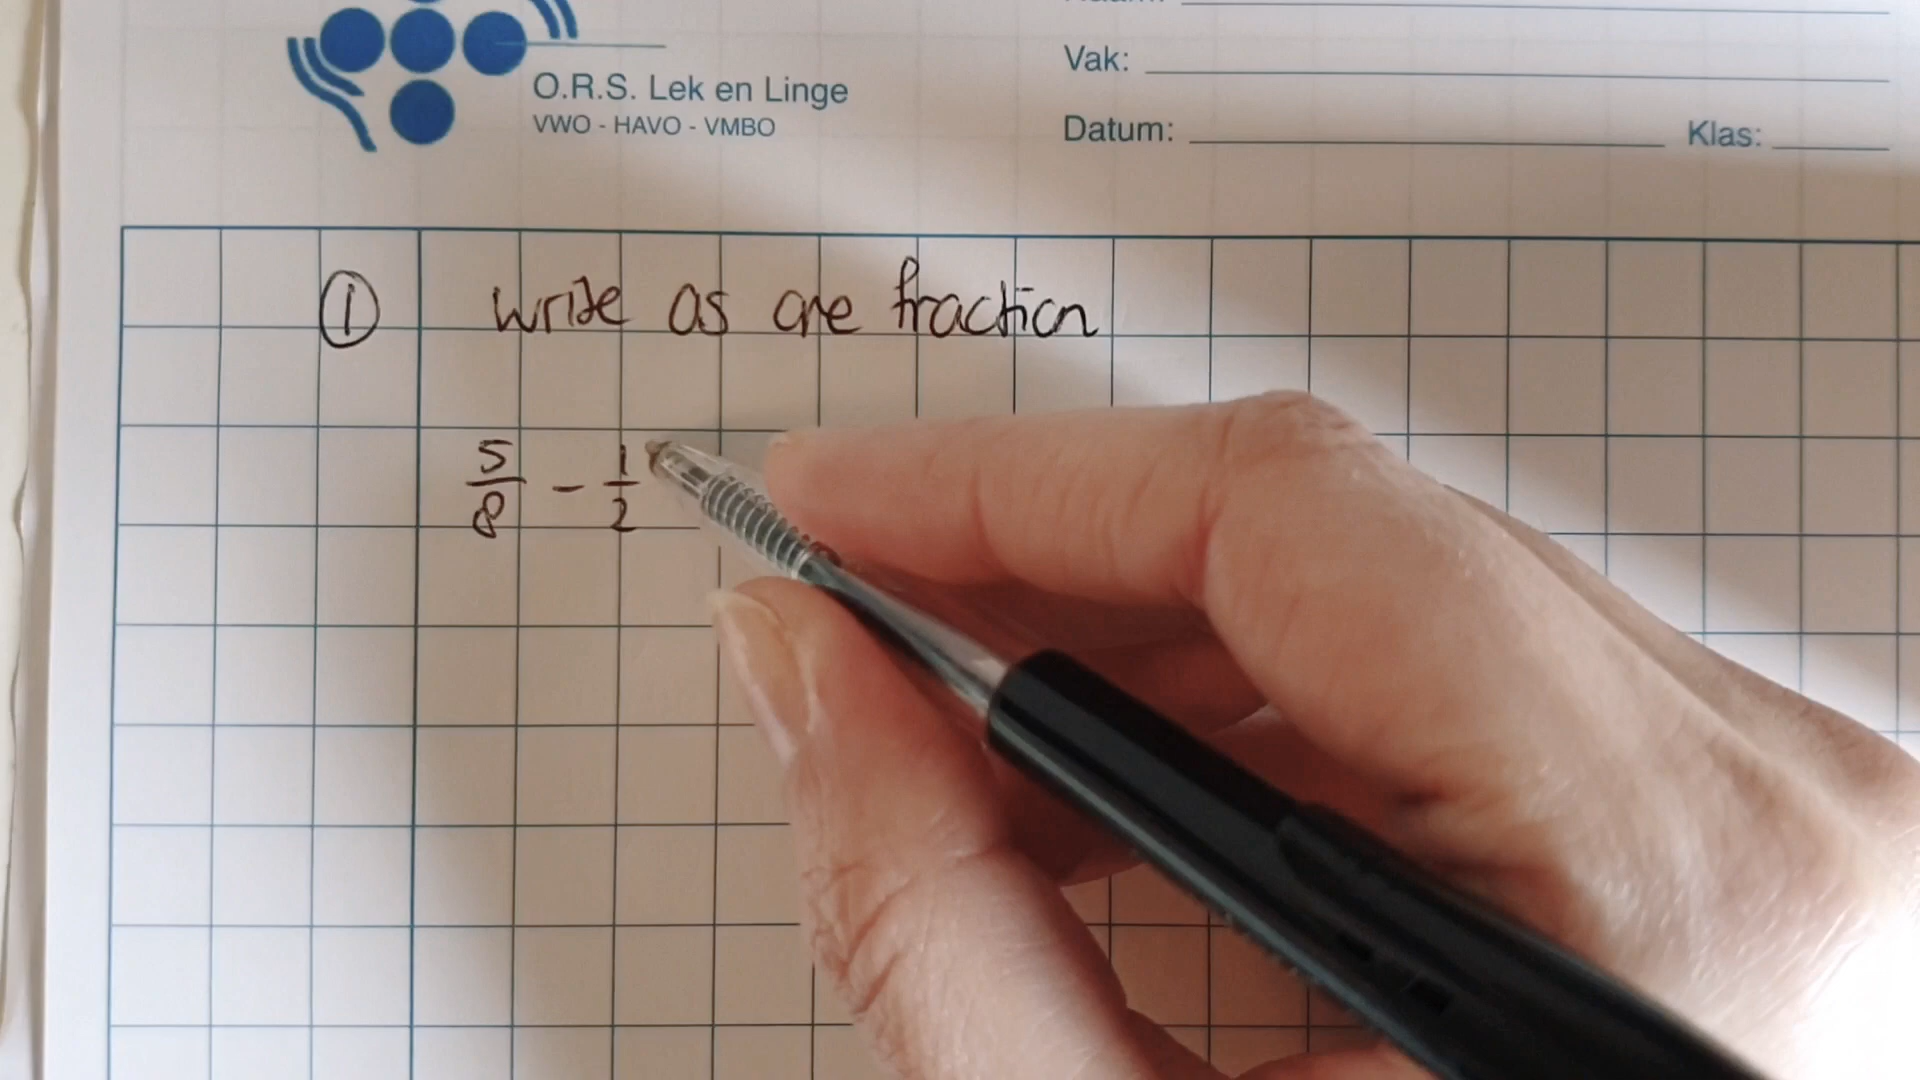 O.R.S. Lek en Linge
VWO - HAVO - VMBO
Vak:
Datum: Klas:
① write as one fraction
5/8 - 1/2